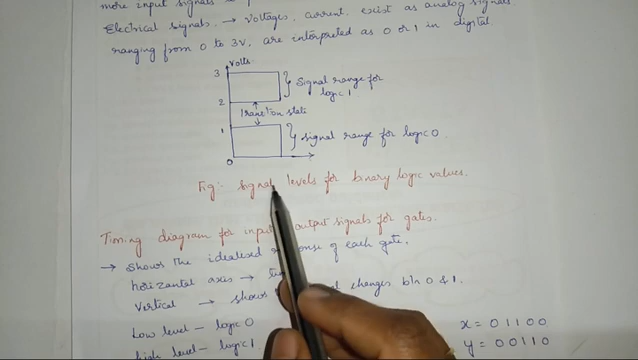 more input signals
Electrical signals, → voltages, current. exist as analog signals
ranging from 0 to 3V, are interpreted as 0 or 1 in digital.
volts.
3
} Signal range for
logic 1
2
transition state
1
} signal range for logic 0.
0
Fig:- Signal levels for binary logic values.
Timing diagram for input output signals for gates.
→ Shows the idealised response of each gate.
horizontal axis →
Vertical → shows changes b/n 0 & 1.
Low level – logic 0
high level – logic 1
x = 0 1 1 0 0
y = 0 0 1 1 0